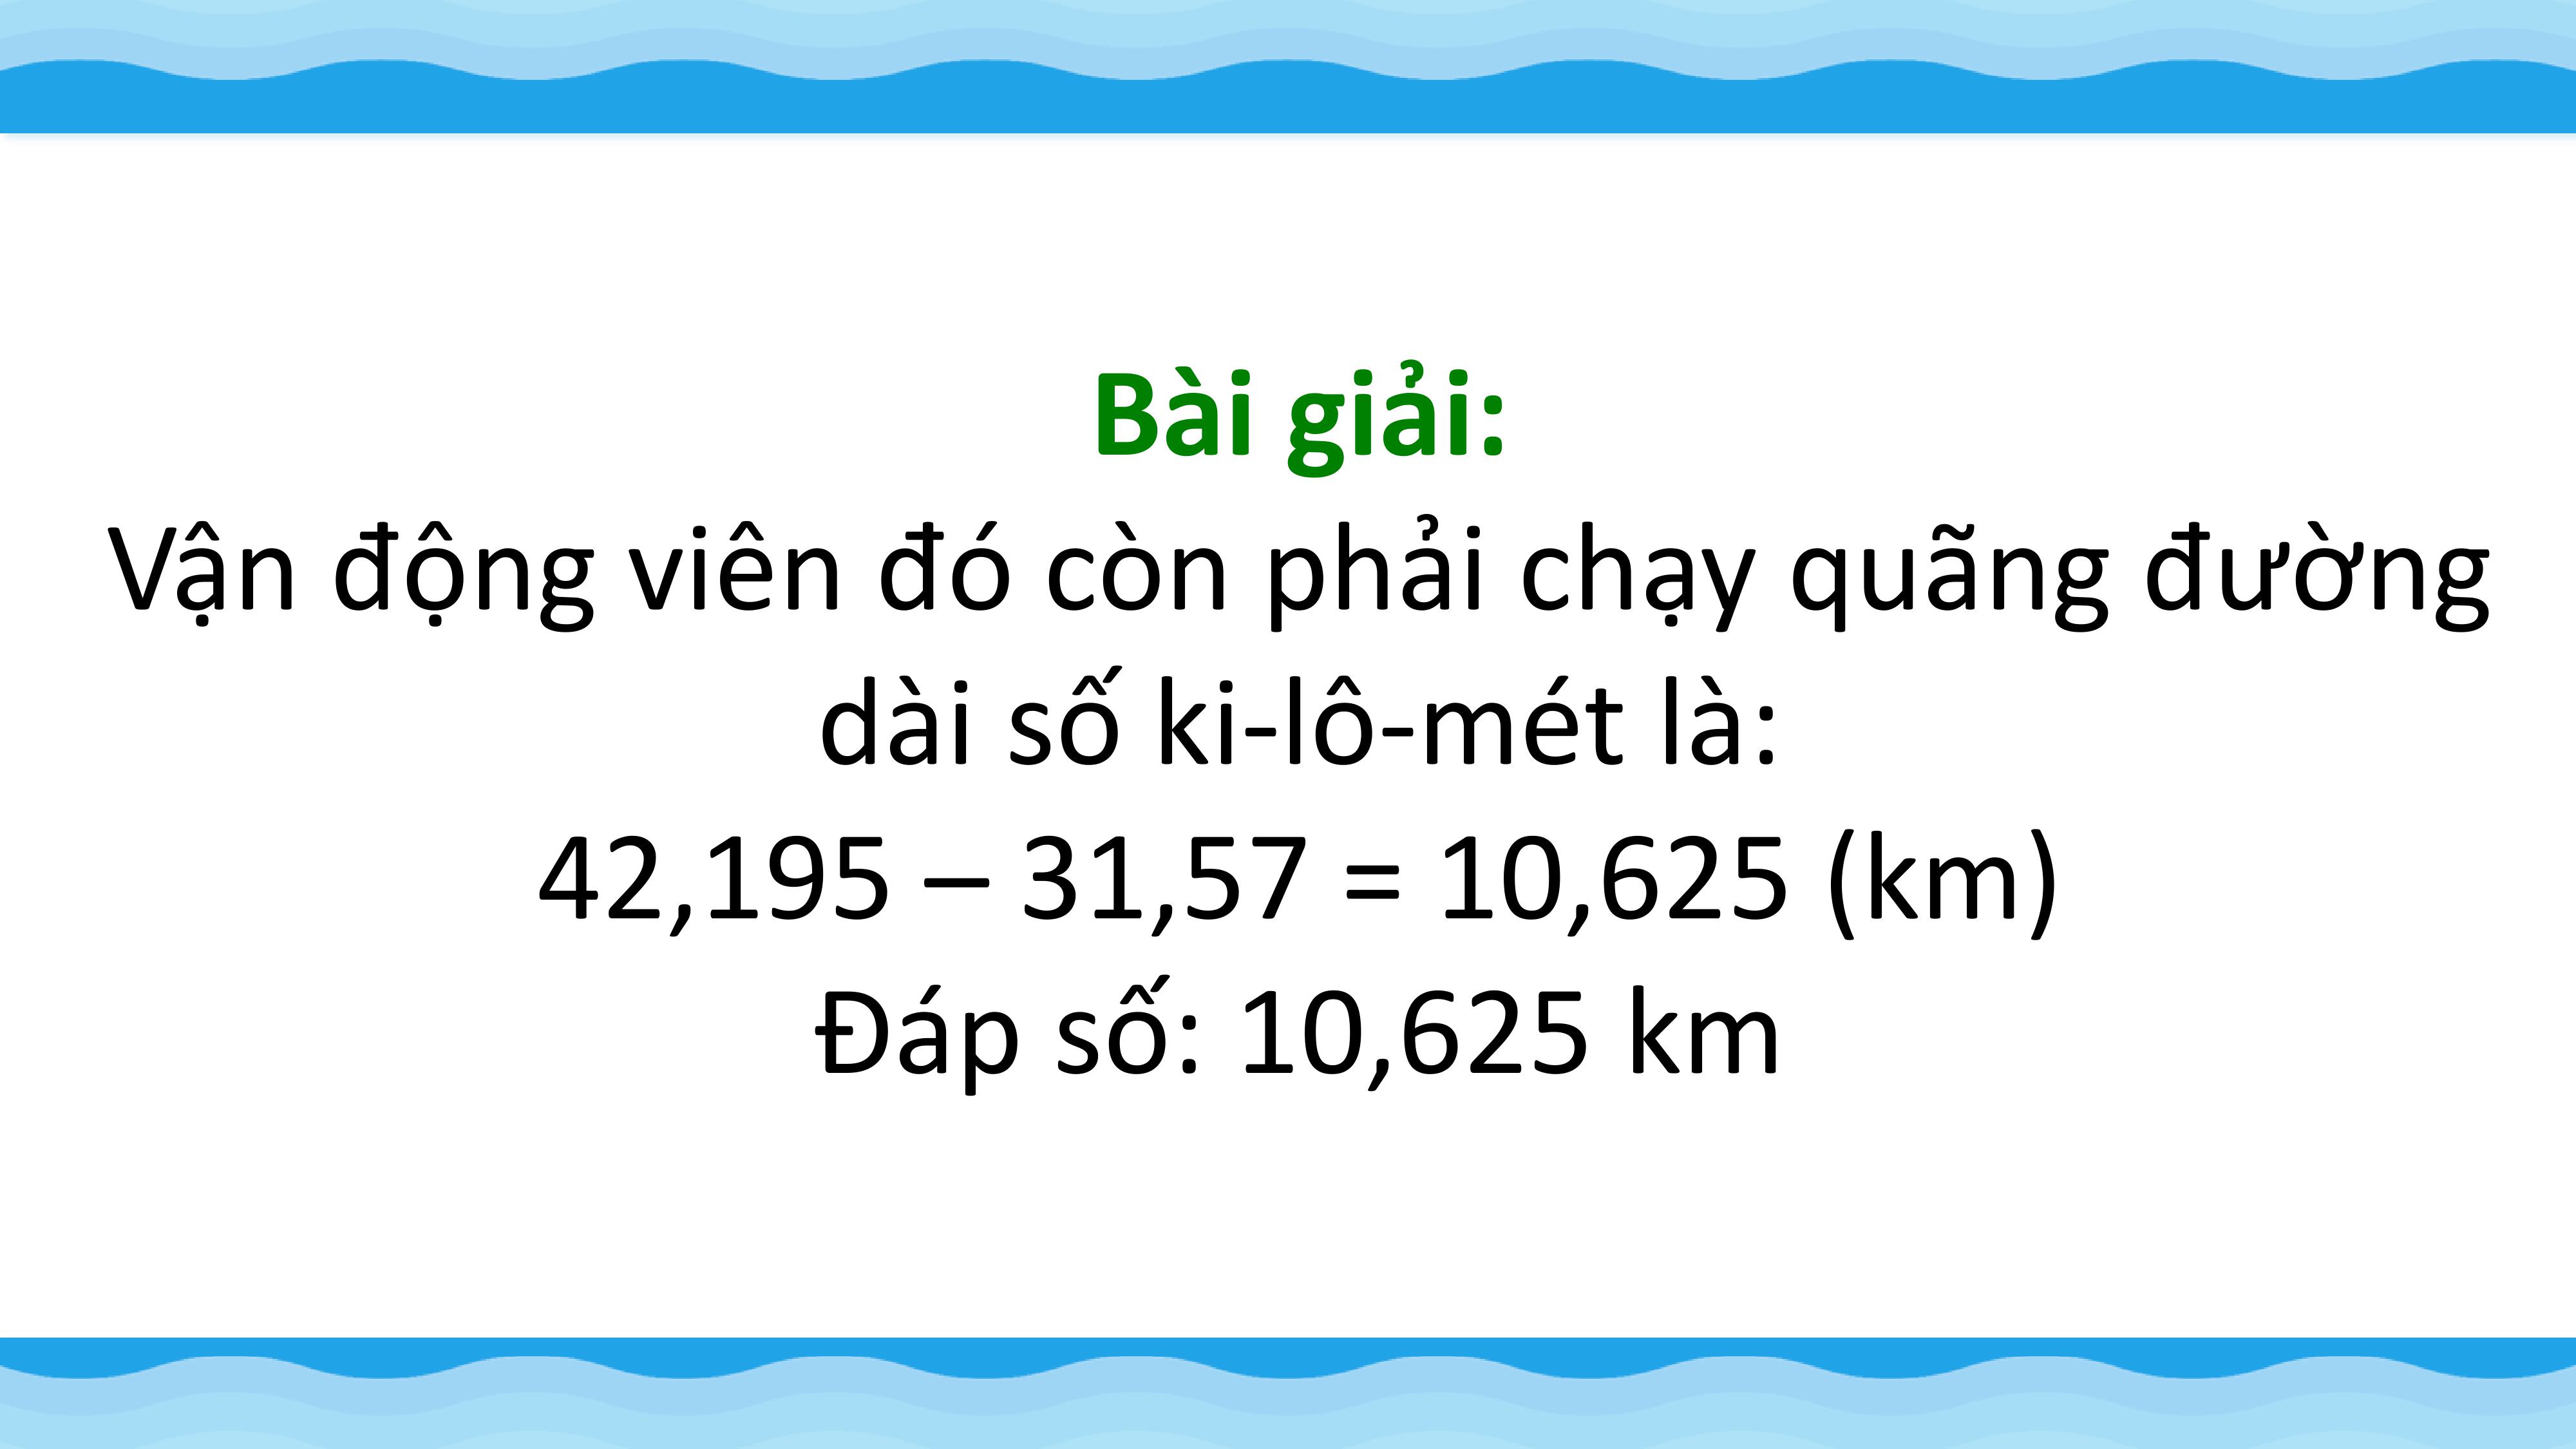 Bài giải:
Vận động viên đó còn phải chạy quãng đường
dài số ki-lô-mét là:
42,195 – 31,57 = 10,625 (km)
Đáp số: 10,625 km